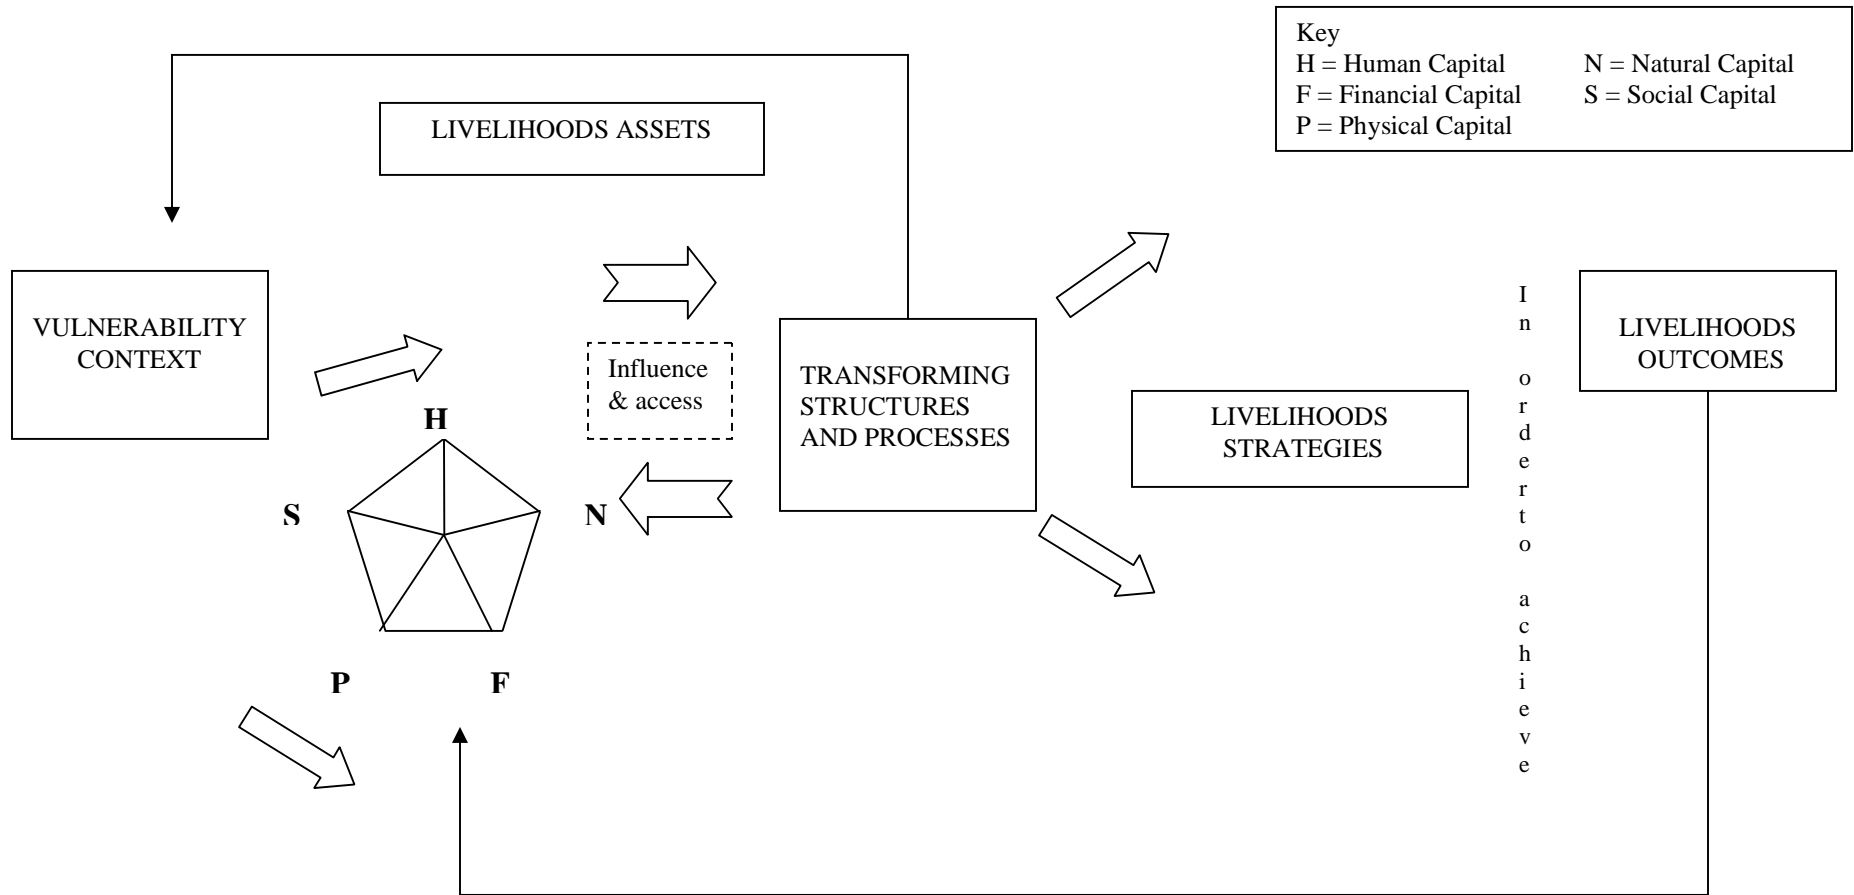 Key
H = Human Capital N = Natural Capital
F = Financial Capital S = Social Capital
P = Physical Capital
LIVELIHOODS ASSETS
VULNERABILITY
CONTEXT
Influence
& access
TRANSFORMING
STRUCTURES
AND PROCESSES
LIVELIHOODS
STRATEGIES
In order to achieve
LIVELIHOODS
OUTCOMES
H
S
N
P
F